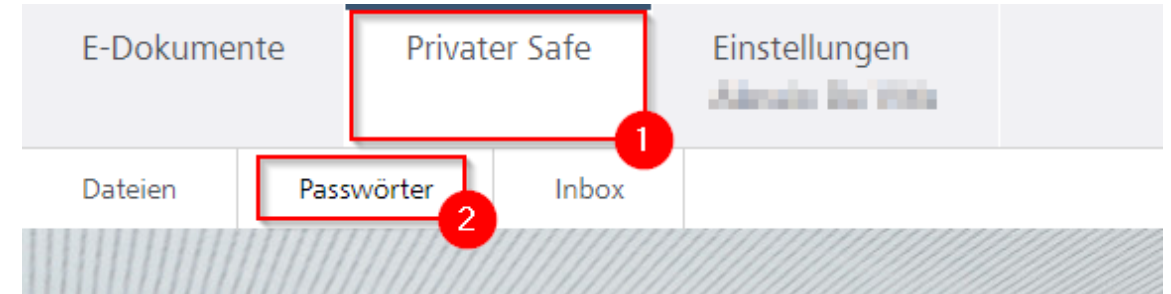 E-Dokumente Privater Safe Einstellungen
1
Dateien Passwörter Inbox
2